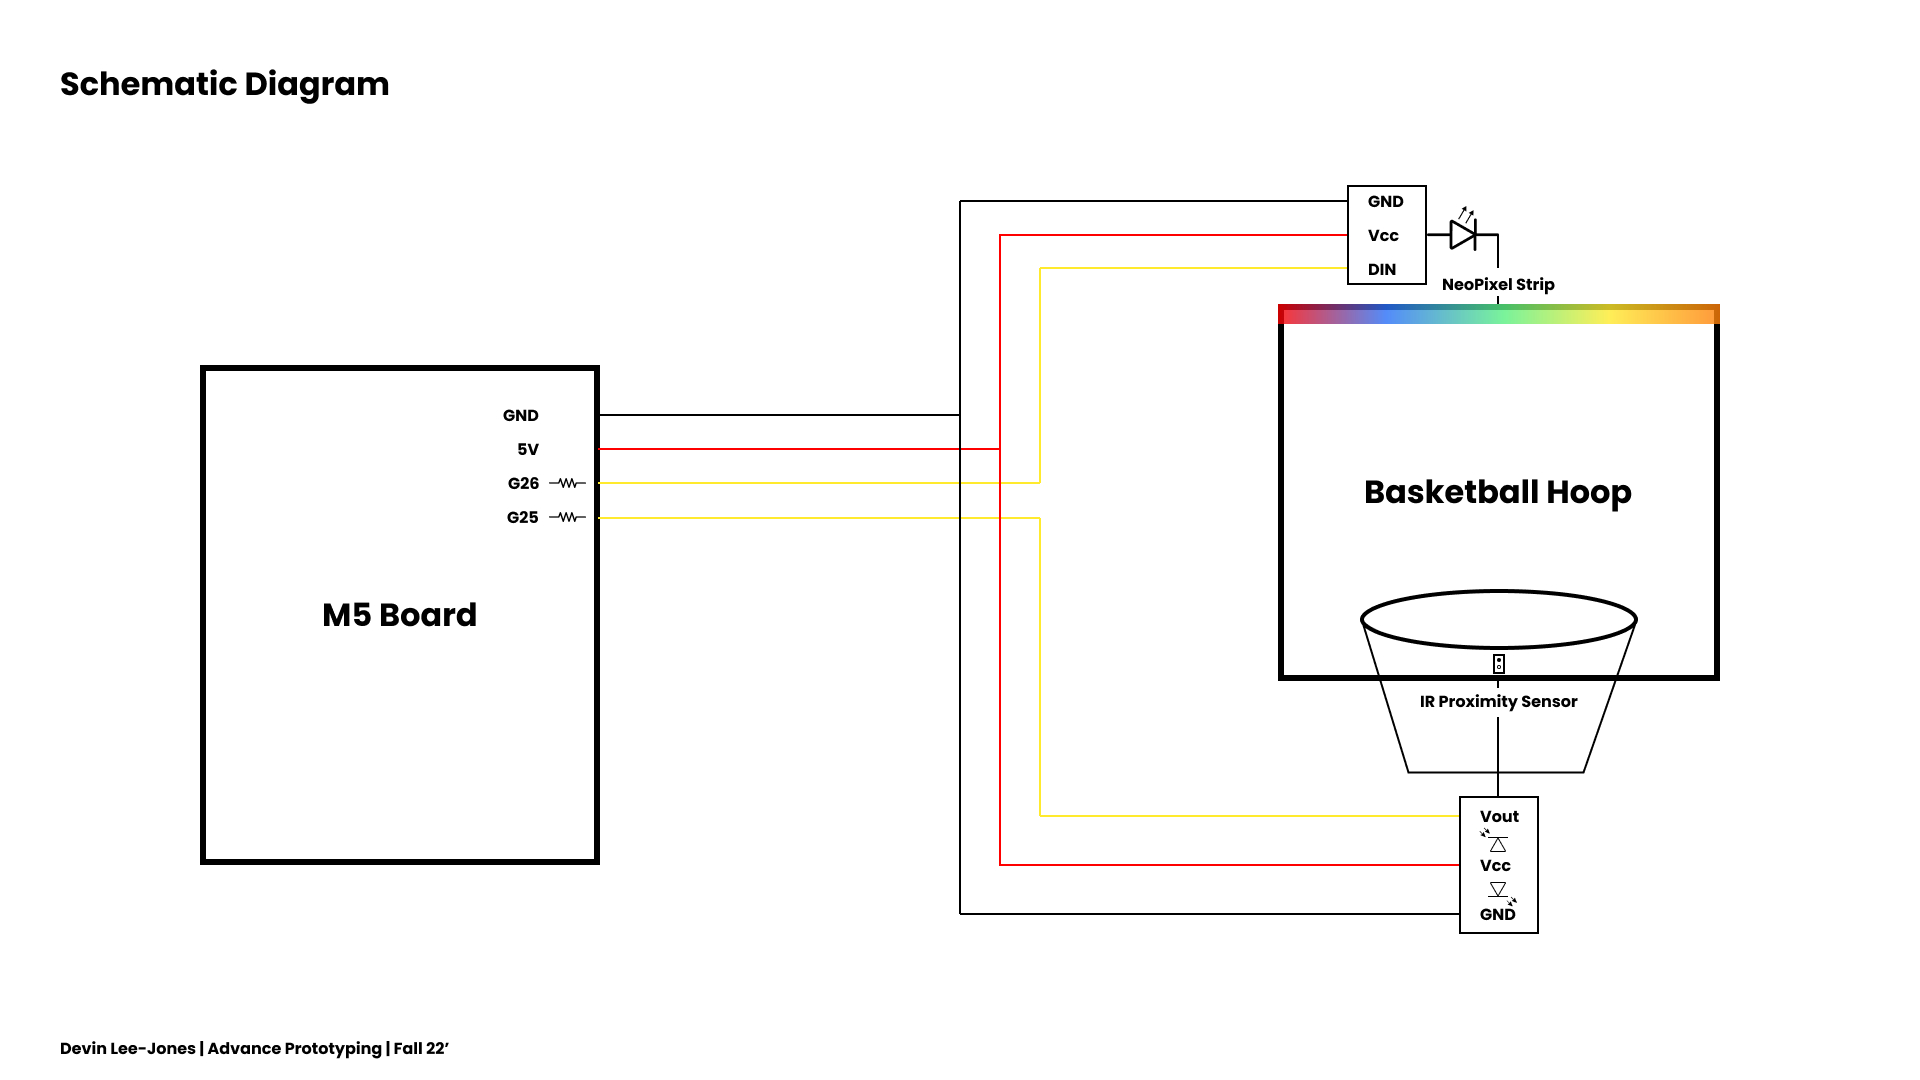 Schematic Diagram
GND
Vcc
DIN
NeoPixel Strip
GND
5V
G26
G25
M5 Board
Basketball Hoop
IR Proximity Sensor
Vout
Vcc
GND
Devin Lee-Jones | Advance Prototyping | Fall 22’